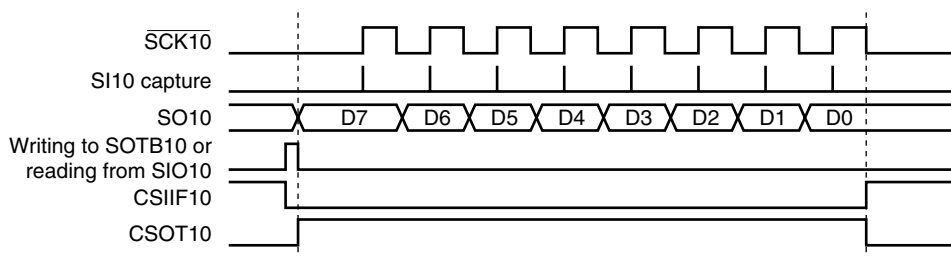 SCK10
SI10 capture
SO10 D7 D6 D5 D4 D3 D2 D1 D0
Writing to SOTB10 or
reading from SIO10
CSIIF10
CSOT10